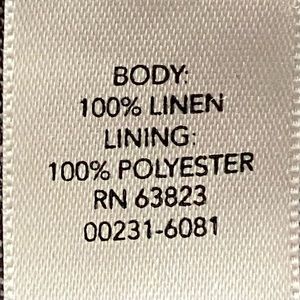 BODY:
100% LINEN
LINING:
100% POLYESTER
RN 63823
00231-6081